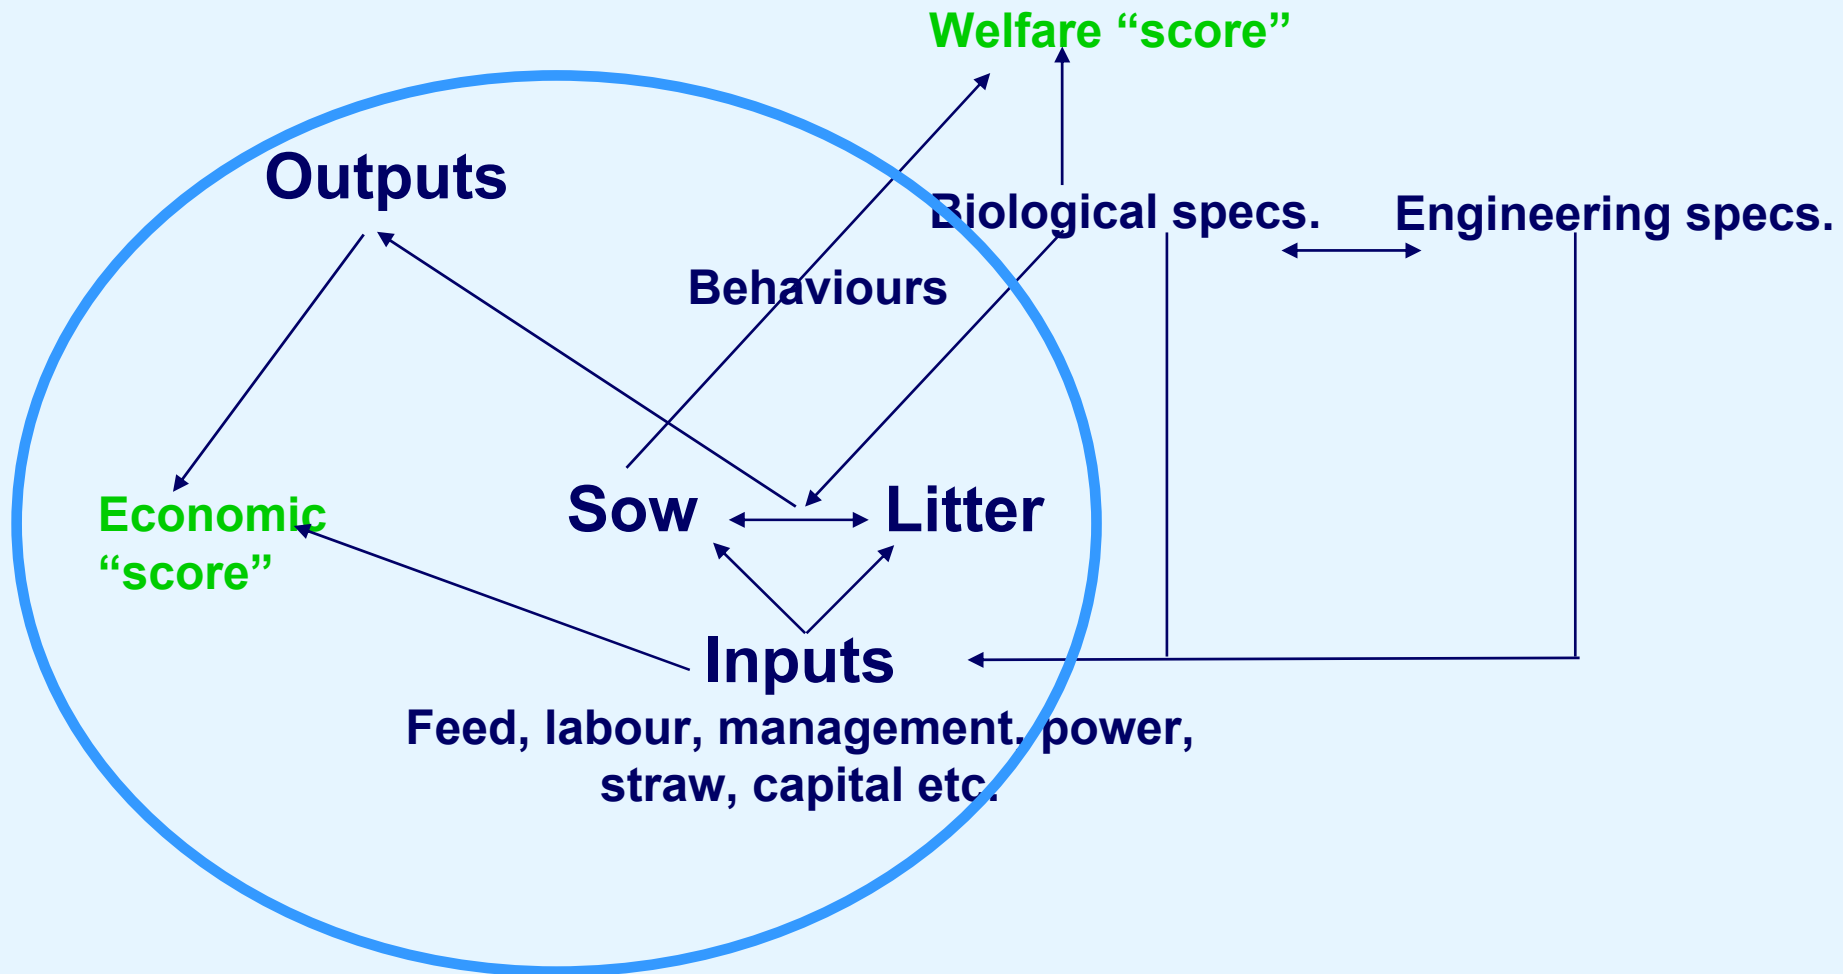 Welfare “score”
Outputs
Biological specs.
Engineering specs.
Behaviours
Economic
“score”
Sow
Litter
Inputs
Feed, labour, management, power,
straw, capital etc.